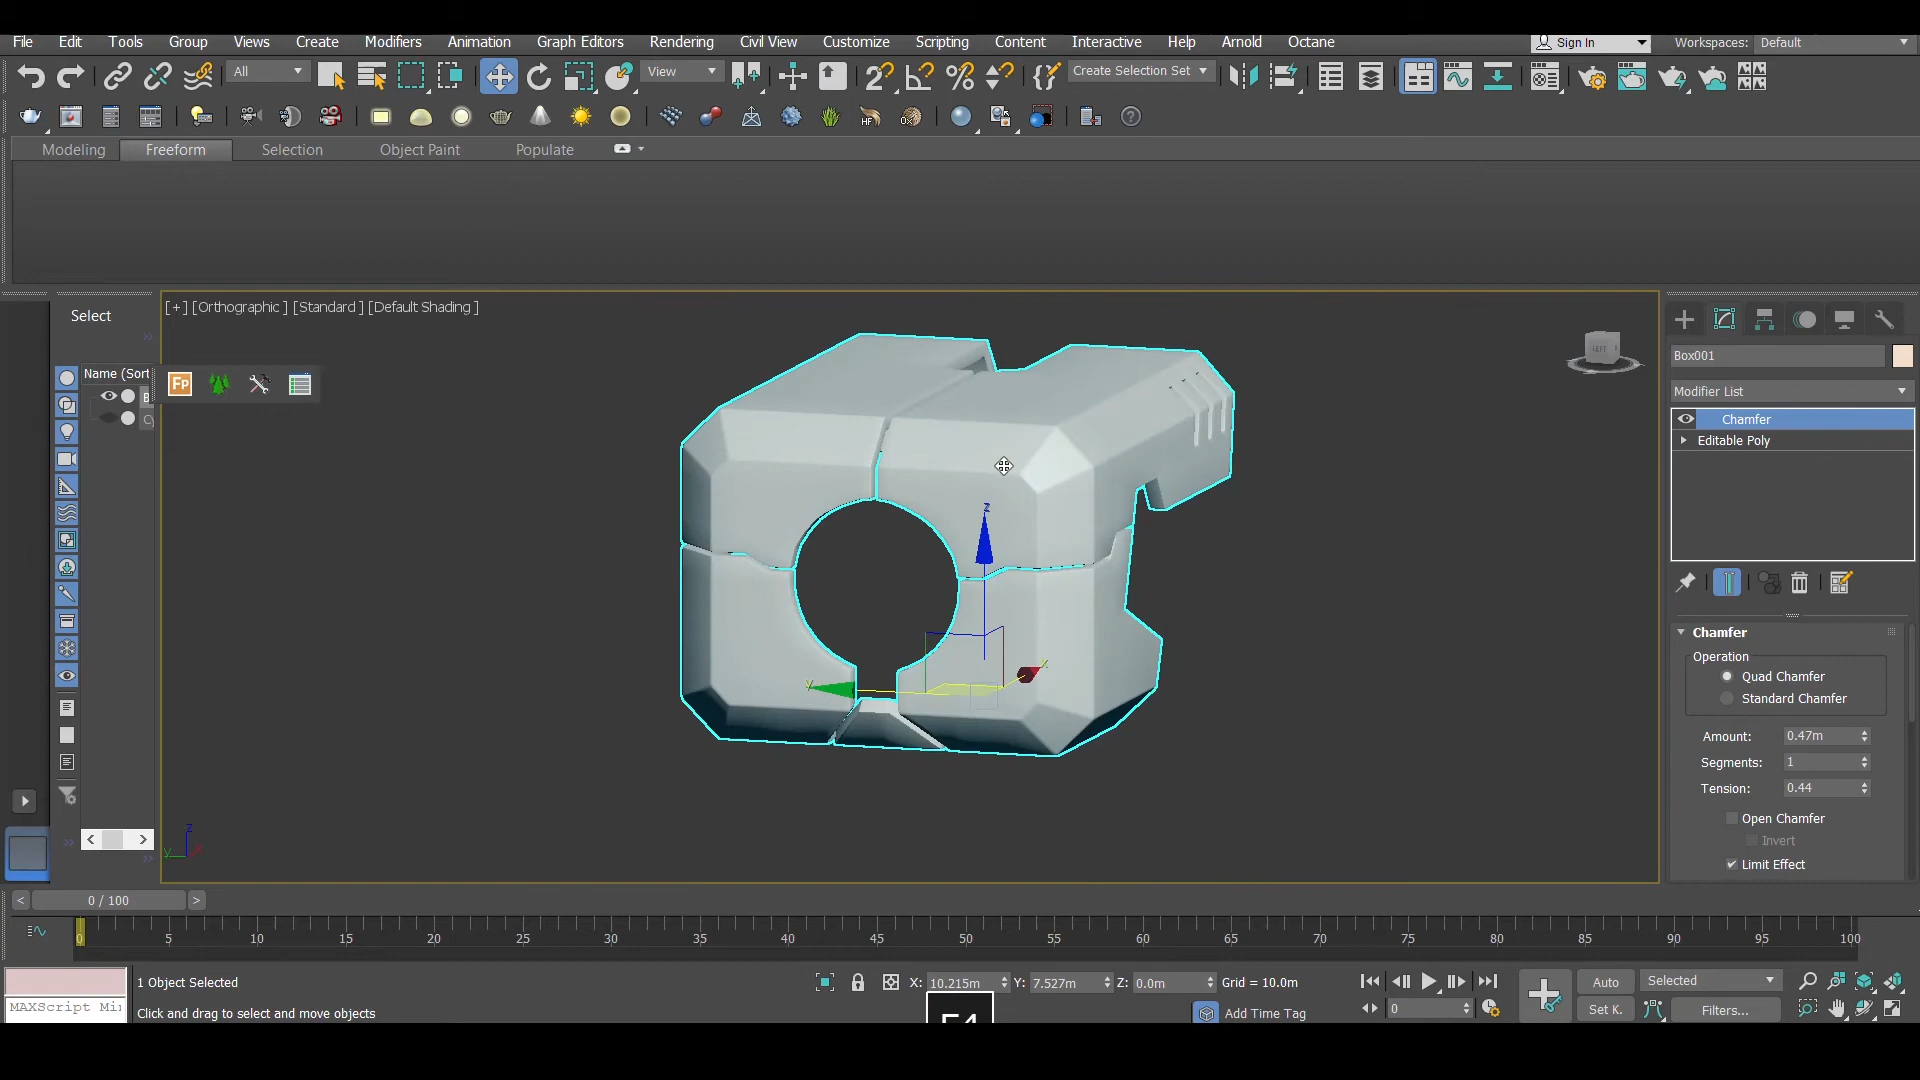 File Edit Tools Group Views Create Modifiers Animation Graph Editors Rendering Civil View Customize Scripting Content Interactive Help Arnold Octane Sign In Workspaces: Default
All View Create Selection Set
Modeling Freeform Selection Object Paint Populate
[+] [Orthographic ] [Standard ] [Default Shading ]
Select
Name (Sort
Fp
LEFT
Box001
Modifier List
Chamfer
Editable Poly
Chamfer
Operation
Quad Chamfer
Standard Chamfer
Amount: 0.47m
Segments: 1
Tension: 0.44
Open Chamfer
Invert
Limit Effect
z
y
x
z
y
< 0 / 100 >
0 5 10 15 20 25 30 35 40 45 50 55 60 65 70 75 80 85 90 95 100
1 Object Selected X: 10.215m Y: 7.527m Z: 0.0m Grid = 10.0m Auto Selected
MAXScript Mi
Click and drag to select and move objects Add Time Tag 0 Set K. Filters...